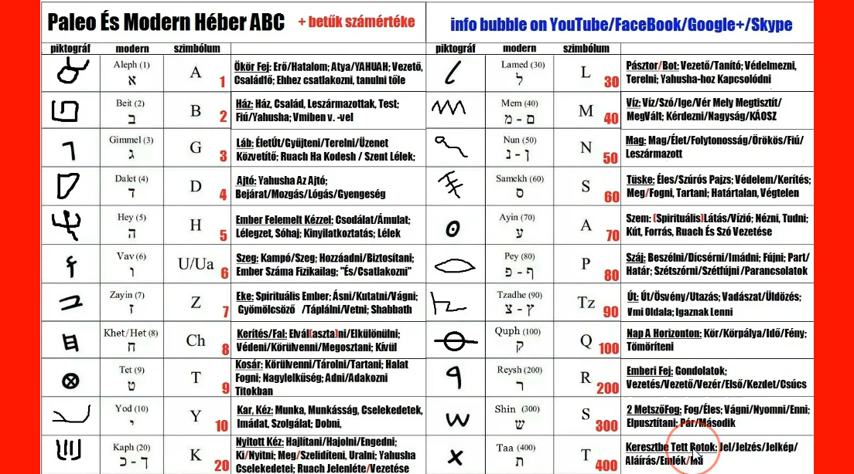 Paleo És Modern Héber ABC + betűk számértéke
info bubble on YouTube/FaceBook/Google+/Skype
piktográf modern szimbólum
Aleph (1)
א
A 1
Ökör Fej: Erő/Hatalom; Atya/YAHUAH; Vezető,
Családfő; Ehhez csatlakozni, tanulni tőle
Beit (2)
ב
B 2
Ház: Ház, Család, Leszármazottak, Test;
Fiú/Yahusha; Vmiben v. -vel
Gimmel (3)
ג
G 3
Láb: ÉletÚt/Gyűjteni/Terelni/Üzenet
Közvetítő; Ruach Ha Kodesh / Szent Lélek;
Dalet (4)
ד
D 4
Ajtó; Yahusha Az Ajtó;
Bejárat/Mozgás/Lógás/Gyengeség
Hey (5)
ה
H 5
Ember Felemelt Kézzel: Csodálat/Ámulat;
Lélegzet, Sóhaj; Kinyilatkoztatás; Lélek
Vav (6)
ו
U/Ua 6
Szeg: Kampó/Szeg; Hozzáadni/Biztosítani;
Ember Száma Fizikailag; "És/Csatlakozni"
Zayin (7)
ז
Z 7
Eke: Spirituális Ember; Ásni/Kutatni/Vágni;
Gyömölcsöző /Táplálni/Vetni; Shabbath
Khet/Het (8)
ח
Ch 8
Kerítés/Fal; Elvál(aszta)ni/Elkülönülni;
Védeni/Körülvenni/Megosztani; Kívül
Tet (9)
ט
T 9
Kosár: Körülvenni/Tárolni/Tartani; Halat
Fogni; Nagylelkűség; Adni/Adakozni
Titokban
Yod (10)
י
Y 10
Kar, Kéz: Munka, Munkásság, Cselekedetek,
Imádat, Szolgálat; Dobni,
Kaph (20)
ך - כ
K 20
Nyitott Kéz: Hajlítani/Hajolni/Engedni;
Ki/Nyitni; Meg/Szelídíteni, Uralni; Yahusha
Cselekedetei; Ruach Jelenléte/Vezetése
piktográf modern szimbólum
Lamed (30)
ל
L 30
Pásztor/Bot: Vezető/Tanító; Védelmezni,
Terelni; Yahusha-hoz Kapcsolódni
Mem (40)
ם - מ
M 40
Víz: Víz/Szó/Ige/Vér Mely Megtisztít/
MegVált; Kérdezni/Nagyság/KÁOSZ
Nun (50)
ן - נ
N 50
Mag: Mag/Élet/Folytonosság/Örökös/Fiú/
Leszármazott
Samekh (60)
ס
S 60
Tüske: Éles/Szúrós Pajzs; Védelem/Kerítés;
Meg/Fogni, Tartani; Határtalan, Végtelen
Ayin (70)
ע
A 70
Szem: (Spirituális)Látás/Vízió; Nézni, Tudni;
Kút, Forrás, Ruach És Szó Vezetése
Pey (80)
ף - פ
P 80
Száj: Beszélni/Dicsérni/Imádni; Fújni; Part/
Határ; Szétszórni/Szétfújni/Parancsolatok
Tzadhe (90)
ץ - צ
Tz 90
Út: Út/Ösvény/Utazás; Vadászat/Üldözés;
Vmi Oldala; Igaznak Lenni
Quph (100)
ק
Q 100
Nap A Horizonton: Kör/Körpálya/Idő/Fény;
Tömöríteni
Reysh (200)
ר
R 200
Emberi Fej: Gondolatok;
Vezetés/Vezető/Vezér/Első/Kezdet/Csúcs
Shin (300)
ש
S 300
2 MetszőFog; Fog/Éles; Vágni/Nyomni/Enni;
Elpusztítani; Pár/Második
Taa (400)
ת
T 400
Keresztbe Tett Botok: Jel/Jelzés/Jelkép/
Aláírás/Emlék/Má